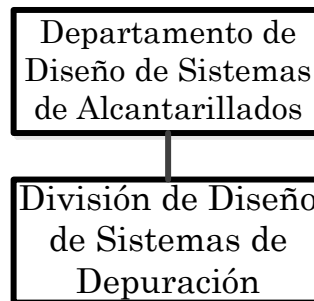 Departamento de
Diseño de Sistemas
de Alcantarillados
División de Diseño
de Sistemas de
Depuración